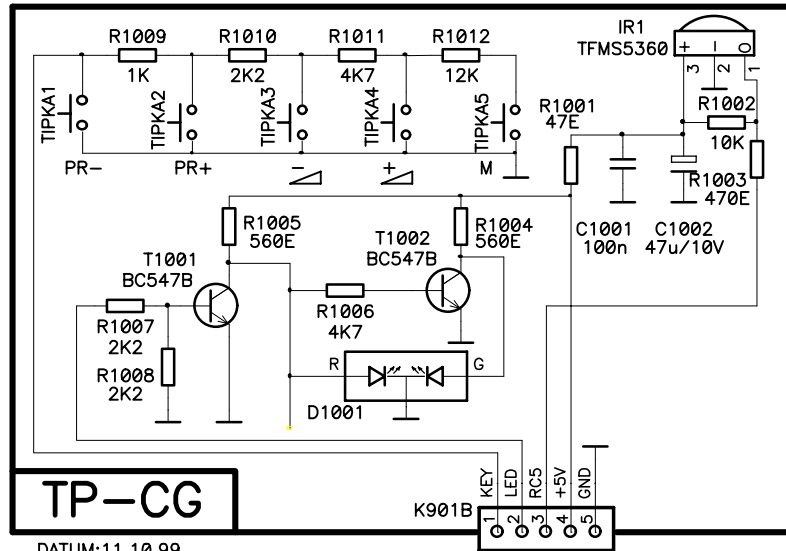 R1009
1K
R1010
2K2
R1011
4K7
R1012
12K
IR1
TFMS5360
+
–
O
3
2
1
TIPKA1
TIPKA2
TIPKA3
TIPKA4
TIPKA5
PR-
PR+
-
+
M
R1001
47E
R1002
10K
R1003
470E
C1001
100n
C1002
47u/10V
R1005
560E
R1004
560E
T1001
BC547B
T1002
BC547B
R1006
4K7
R1007
2K2
R1008
2K2
R
G
D1001
TP-CG
K901B
KEY
LED
RC5
+5V
GND
1
2
3
4
5
DATUM:11.10.99